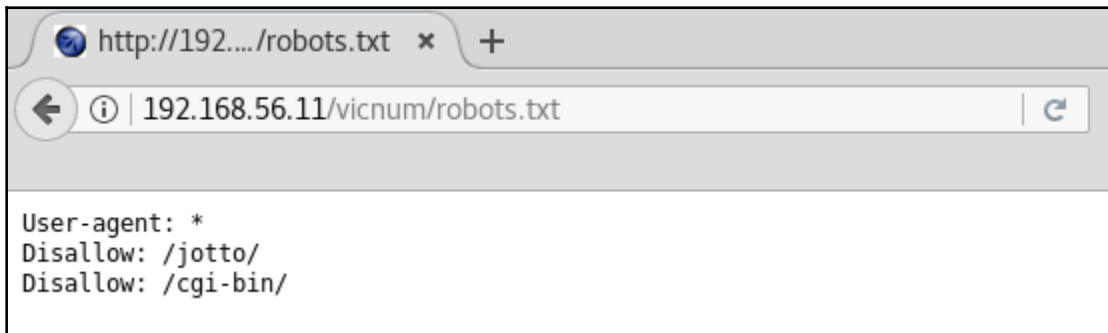 http://192..../robots.txt
192.168.56.11/vicnum/robots.txt
User-agent: *
Disallow: /jotto/
Disallow: /cgi-bin/